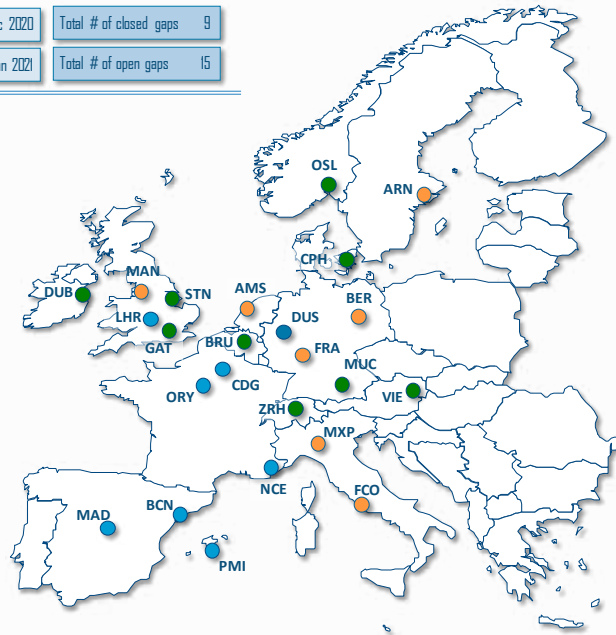 2020 Total # of closed gaps 9
2021 Total # of open gaps 15
OSL
ARN
CPH
MAN
DUB
STN
AMS
BER
LHR
DUS
GAT
BRU
FRA
MUC
CDG
ORY
VIE
ZRH
MXP
NCE
FCO
BCN
MAD
PMI